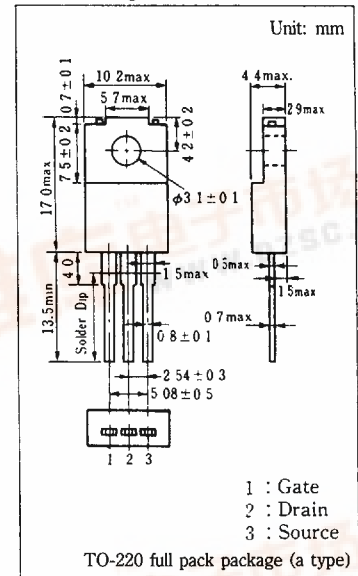 Unit: mm
10.2max
5.7max
4.4max.
2.9max
0.7±0.1
7.5±0.2
17.0max
4.2±0.2
φ3.1±0.1
4.0
13.5min
Solder Dip
1.5max
0.5max
1.5max
0.7max
0.8±0.1
2.54±0.3
5.08±0.5
1 2 3
1 : Gate
2 : Drain
3 : Source
TO-220 full pack package (a type)